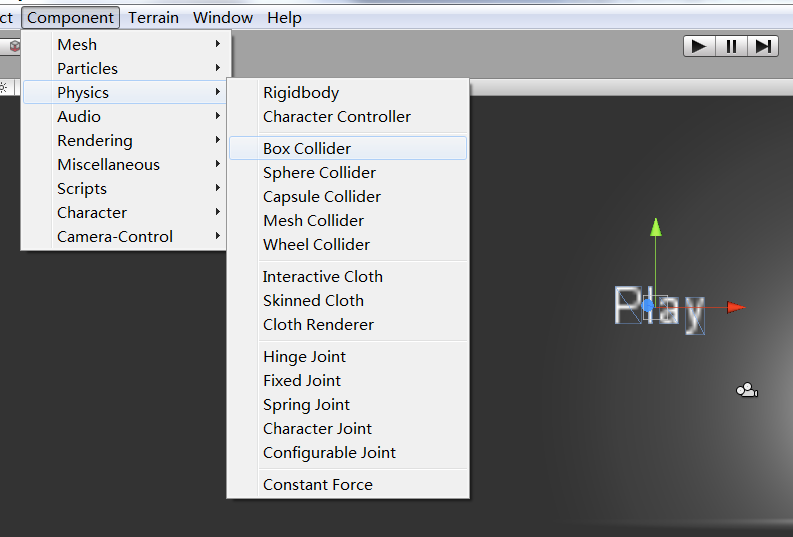 ct Component Terrain Window Help
Mesh
Particles
Physics
Audio
Rendering
Miscellaneous
Scripts
Character
Camera-Control
Rigidbody
Character Controller
Box Collider
Sphere Collider
Capsule Collider
Mesh Collider
Wheel Collider
Interactive Cloth
Skinned Cloth
Cloth Renderer
Hinge Joint
Fixed Joint
Spring Joint
Character Joint
Configurable Joint
Constant Force
Play